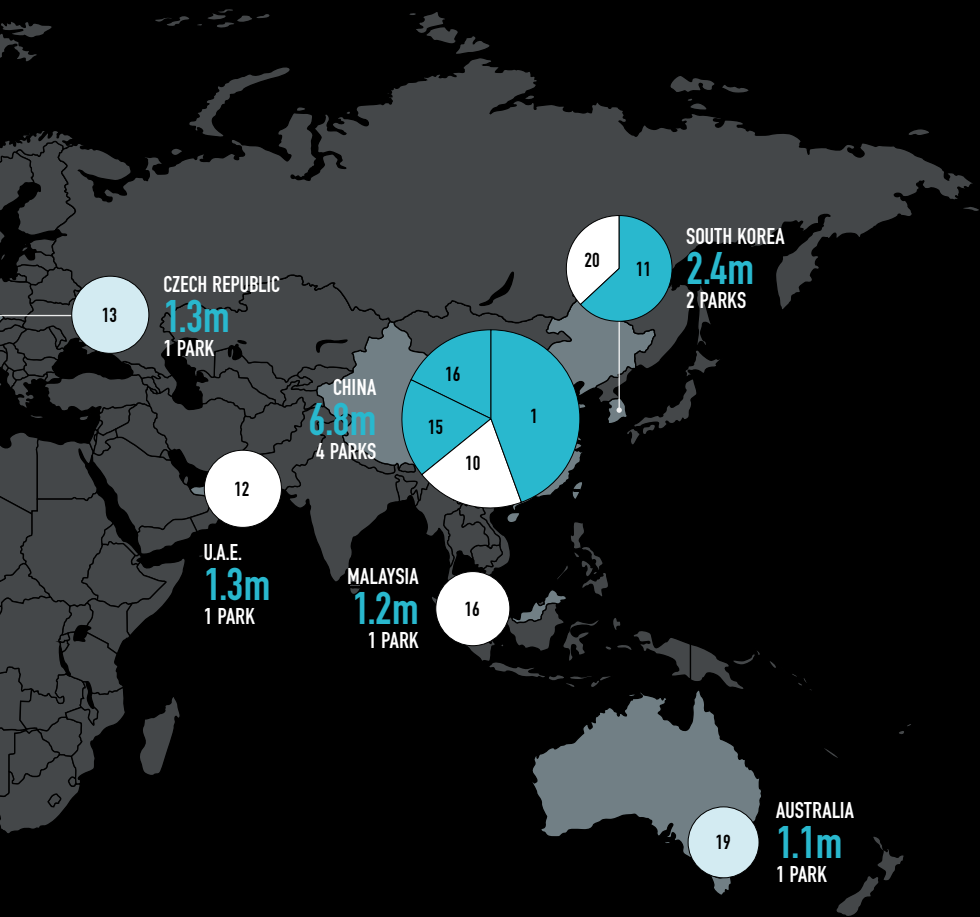 20
11
SOUTH KOREA
2.4m
2 PARKS
CZECH REPUBLIC
1.3m
1 PARK
13
CHINA
6.8m
4 PARKS
16
1
15
10
12
U.A.E.
1.3m
1 PARK
MALAYSIA
1.2m
1 PARK
16
AUSTRALIA
1.1m
1 PARK
19